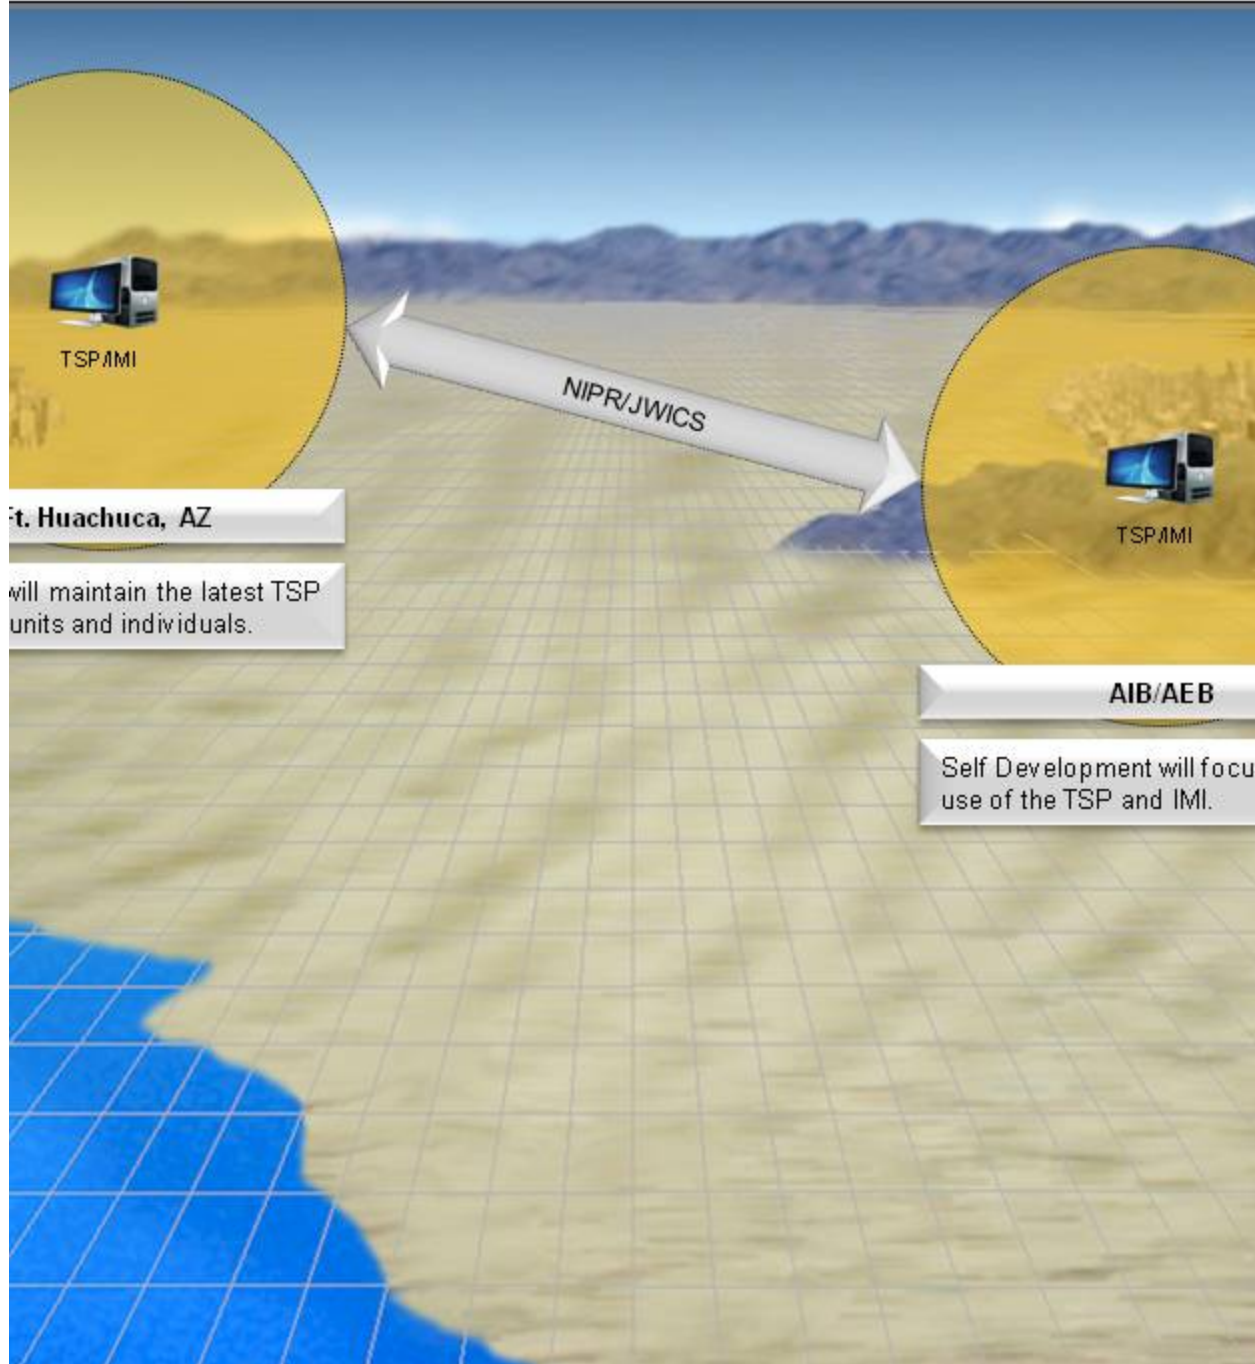 TSP/IMI
NIPR/JWICS
TSP/IMI
Ft. Huachuca, AZ
will maintain the latest TSP
units and individuals.
AIB/AEB
Self Development will focu
use of the TSP and IMI.